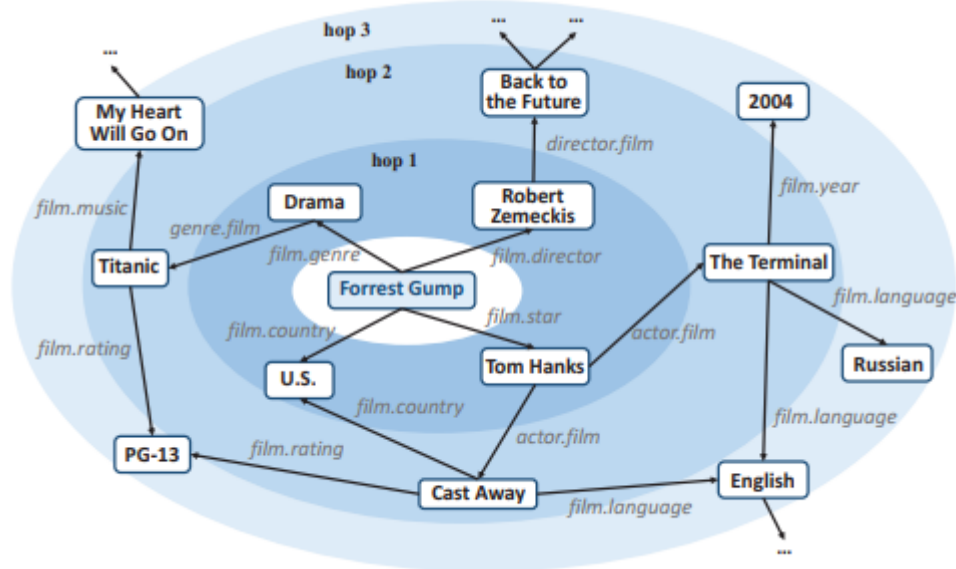 hop 3
...
...
...
hop 2
Back to
the Future
2004
My Heart
Will Go On
director.film
hop 1
film.year
Drama
Robert
Zemeckis
film.music
genre.film
film.genre
film.director
Titanic
The Terminal
Forrest Gump
film.language
film.country
film.star
actor.film
film.rating
U.S.
Tom Hanks
Russian
film.country
film.language
actor.film
film.rating
PG-13
English
Cast Away
film.language
...